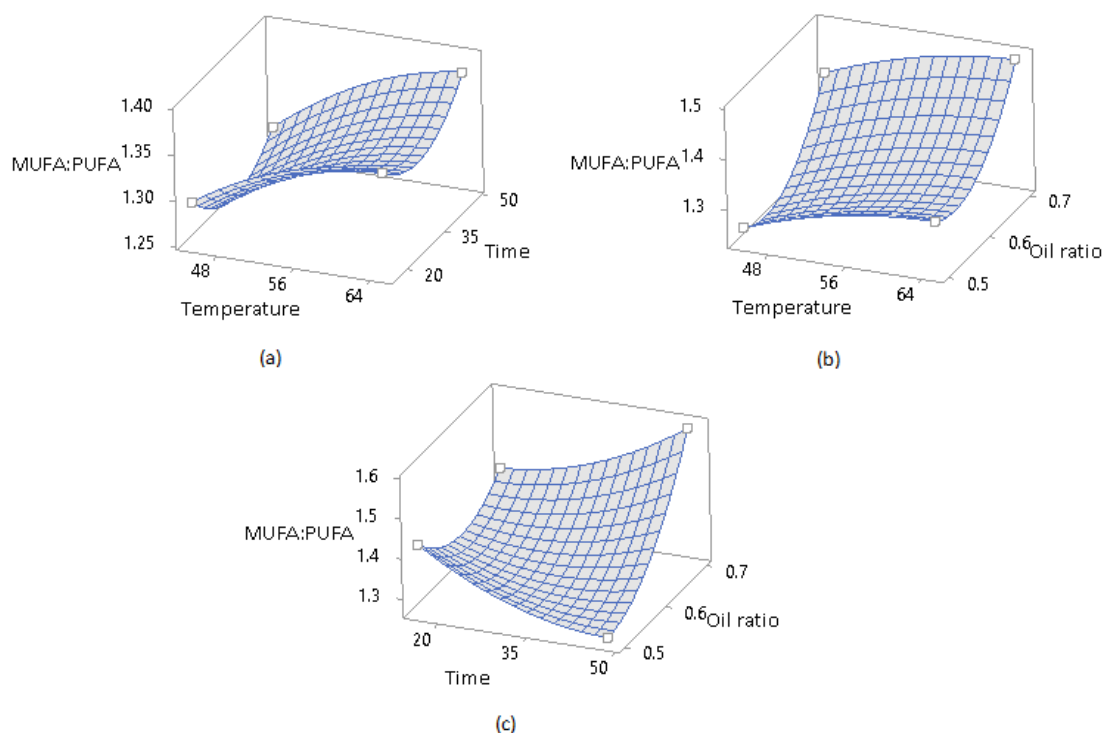 1.40
1.35
MUFA:PUFA
1.30
1.25
48
56
64
Temperature
20
35
50
Time
(a)
1.5
MUFA:PUFA
1.4
1.3
48
56
64
Temperature
0.5
0.6
0.7
Oil ratio
(b)
1.6
1.5
MUFA:PUFA
1.4
1.3
20
35
50
Time
0.5
0.6
0.7
Oil ratio
(c)